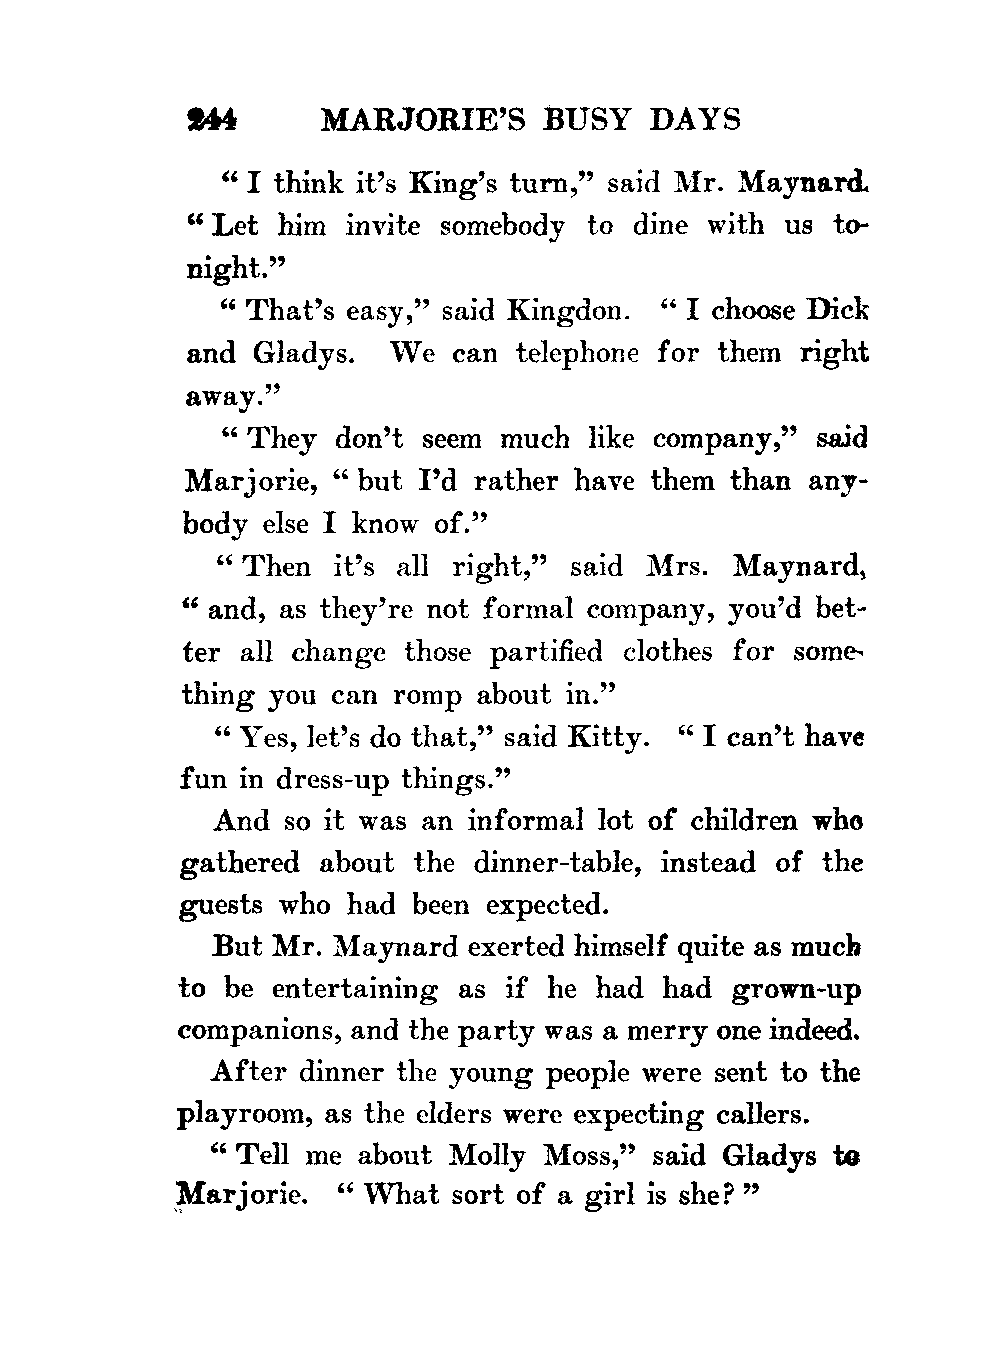 244 MARJORIE'S BUSY DAYS
“ I think it's King's turn,” said Mr. Maynard.
“ Let him invite somebody to dine with us to-
night.”
“ That's easy,” said Kingdon. “ I choose Dick
and Gladys. We can telephone for them right
away.”
“ They don't seem much like company,” said
Marjorie, “ but I'd rather have them than any-
body else I know of.”
“ Then it's all right,” said Mrs. Maynard,
“ and, as they're not formal company, you'd bet-
ter all change those partified clothes for some-
thing you can romp about in.”
“ Yes, let's do that,” said Kitty. “ I can't have
fun in dress-up things.”
And so it was an informal lot of children who
gathered about the dinner-table, instead of the
guests who had been expected.
But Mr. Maynard exerted himself quite as much
to be entertaining as if he had had grown-up
companions, and the party was a merry one indeed.
After dinner the young people were sent to the
playroom, as the elders were expecting callers.
“ Tell me about Molly Moss,” said Gladys to
Marjorie. “ What sort of a girl is she? ”